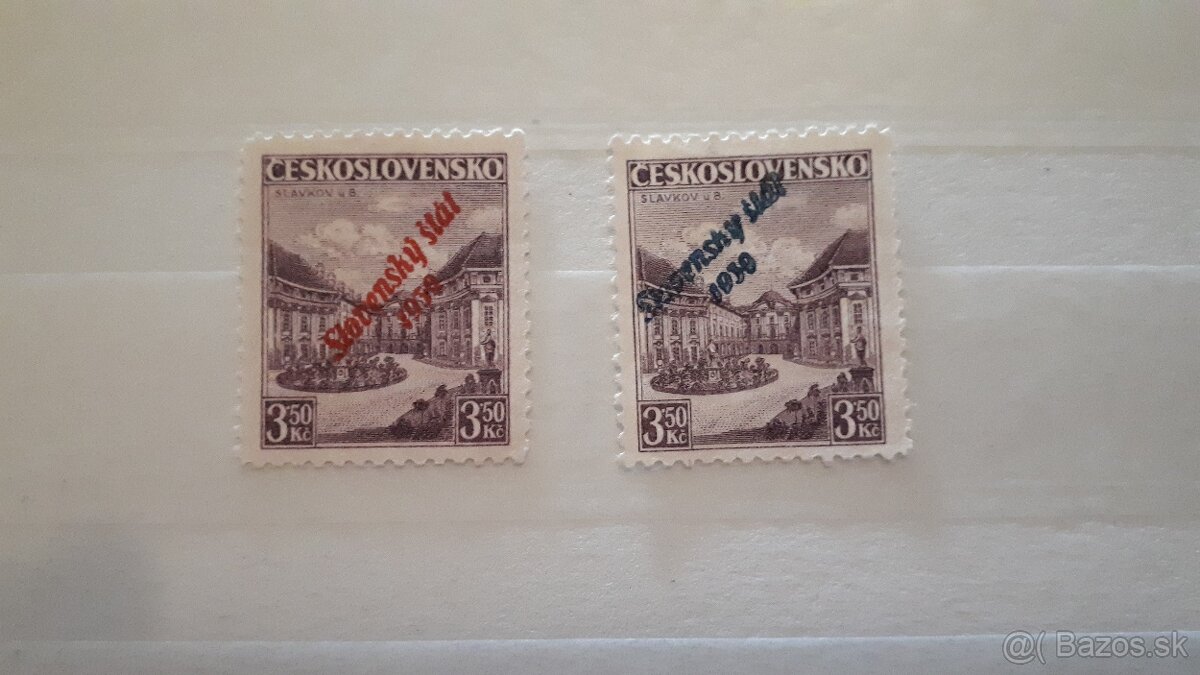 ČESKOSLOVENSKO
SLAVKOV u B.
Slovenský štát
1939
3.50 Kč
3.50 Kč
ČESKOSLOVENSKO
SLAVKOV u B.
Slovenský štát
1939
3.50 Kč
3.50 Kč
@( Bazos.sk